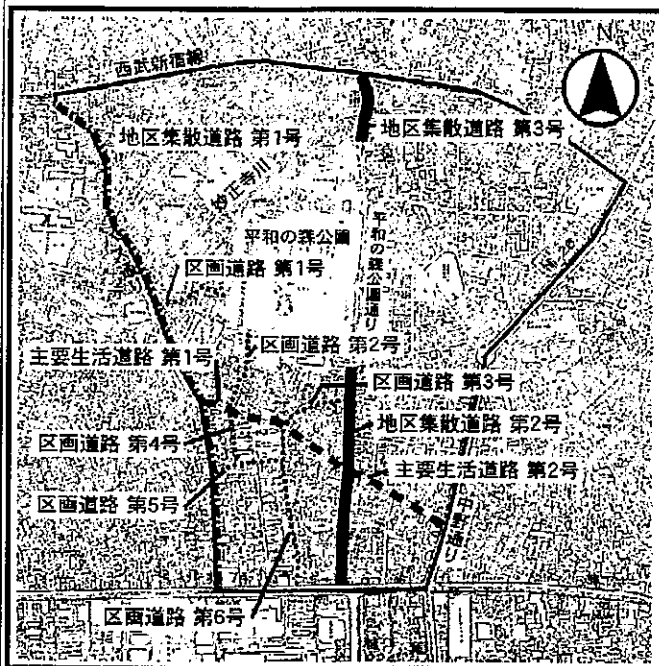 N
西武新宿線
地区集散道路 第1号
地区集散道路 第3号
妙正寺川
平和の森公園
平和の森公園通り
区画道路 第1号
区画道路 第2号
主要生活道路 第1号
区画道路 第3号
地区集散道路 第2号
区画道路 第4号
主要生活道路 第2号
区画道路 第5号
中野通り
区画道路 第6号